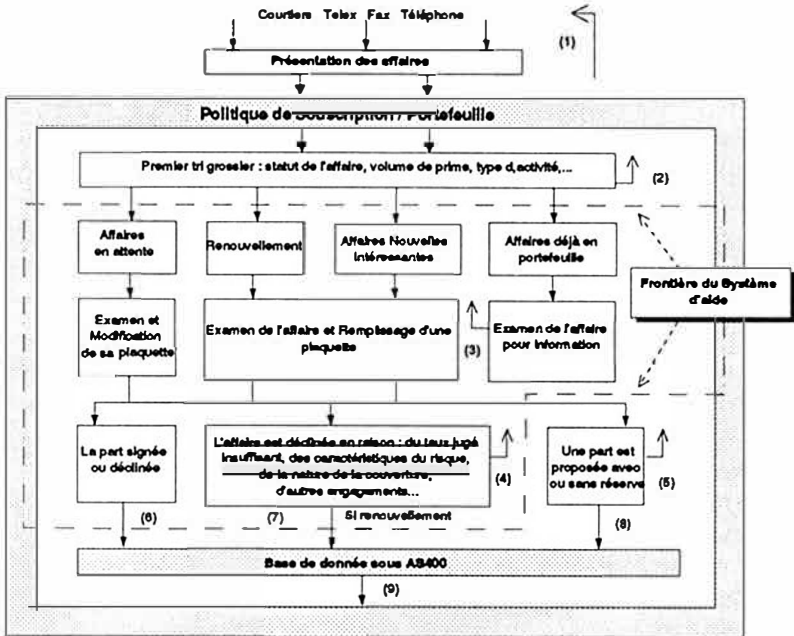 Courtiers Telex Fax Téléphone
(1)
Présentation des affaires
Politique de Souscription / Portefeuille
Premier tri grossier : statut de l'affaire, volume de prime, type d,activité,...
(2)
Affaires
en attente
Renouvellement
Affaires Nouvelles
Intéressantes
Affaires déjà en
portefeuille
Frontière du Système
d'aide
Examen et
Modification
de sa plaquette
Examen de l'affaire et Remplissage d'une
plaquette
(3)
Examen de l'affaire
pour Information
La part signée
ou déclinée
L'affaire est déclinée en raison : du taux jugé
insuffisant, des caractéristiques du risque,
de la nature de la couverture,
d'autres engagements...
(4)
Une part est
proposée avec
ou sans réserve
(5)
(6)
(7)
Si renouvellement
(8)
Base de donnée sous AS400
(9)